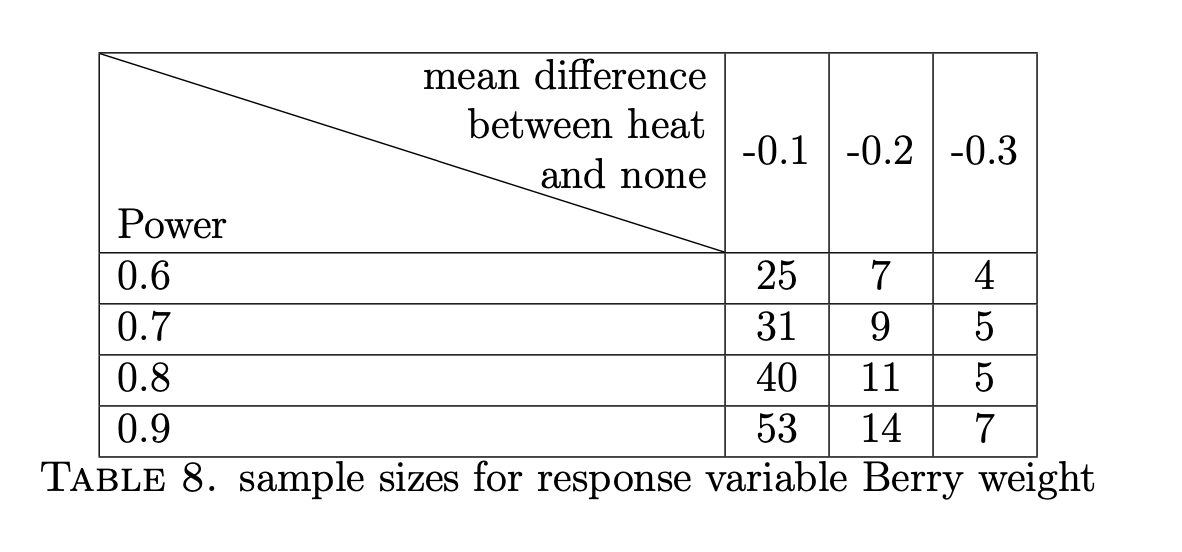 mean difference
between heat
and none
Power
-0.1 -0.2 -0.3
0.6 25 7 4
0.7 31 9 5
0.8 40 11 5
0.9 53 14 7
TABLE 8. sample sizes for response variable Berry weight